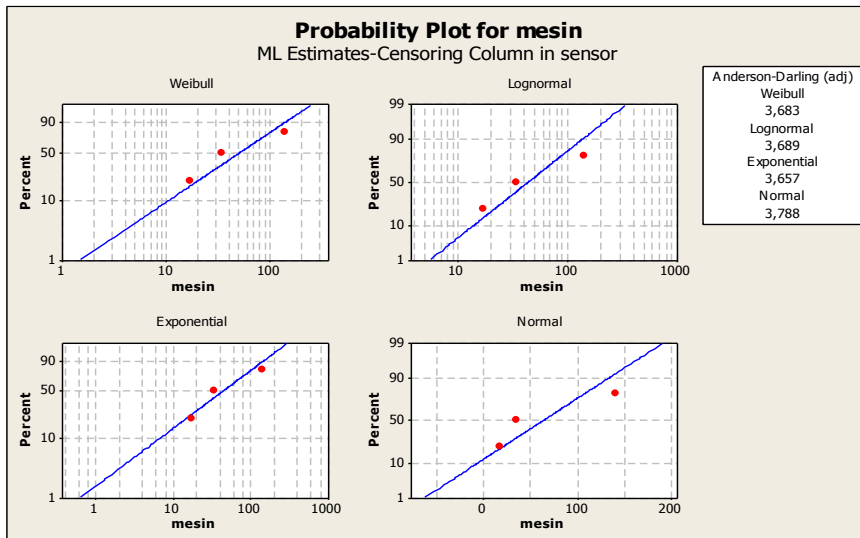 Probability Plot for mesin
ML Estimates-Censoring Column in sensor
Weibull
Percent
90
50
10
1
1 10 100
mesin
Lognormal
Percent
99
90
50
10
1
10 100 1000
mesin
Exponential
Percent
90
50
10
1
1 10 100 1000
mesin
Normal
Percent
99
90
50
10
1
0 100 200
mesin
Anderson-Darling (adj)
Weibull
3,683
Lognormal
3,689
Exponential
3,657
Normal
3,788